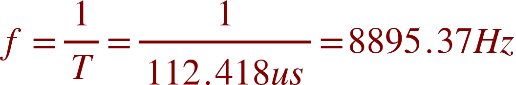 f = 1/T = 1/112.418us = 8895.37Hz